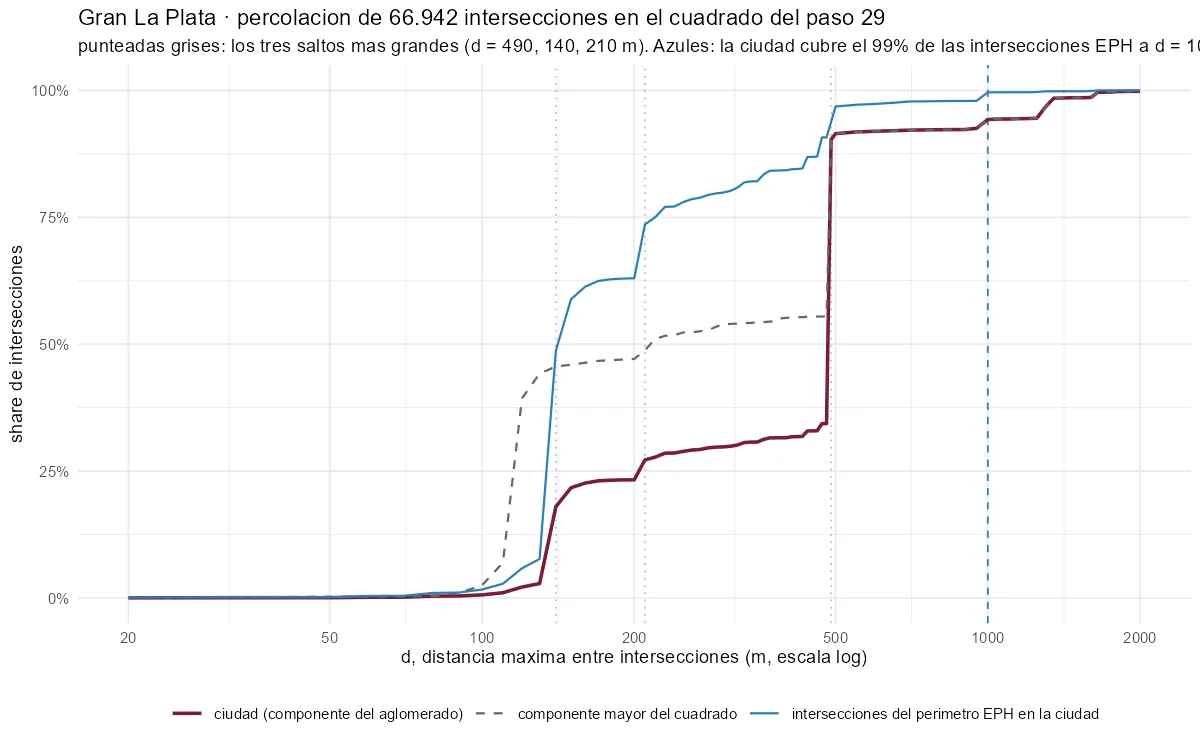 Gran La Plata · percolacion de 66.942 intersecciones en el cuadrado del paso 29
punteadas grises: los tres saltos mas grandes (d = 490, 140, 210 m). Azules: la ciudad cubre el 99% de las intersecciones EPH a d = 10
100%
75%
50%
25%
0%
share de intersecciones
20 50 100 200 500 1000 2000
d, distancia maxima entre intersecciones (m, escala log)
ciudad (componente del aglomerado) componente mayor del cuadrado intersecciones del perimetro EPH en la ciudad